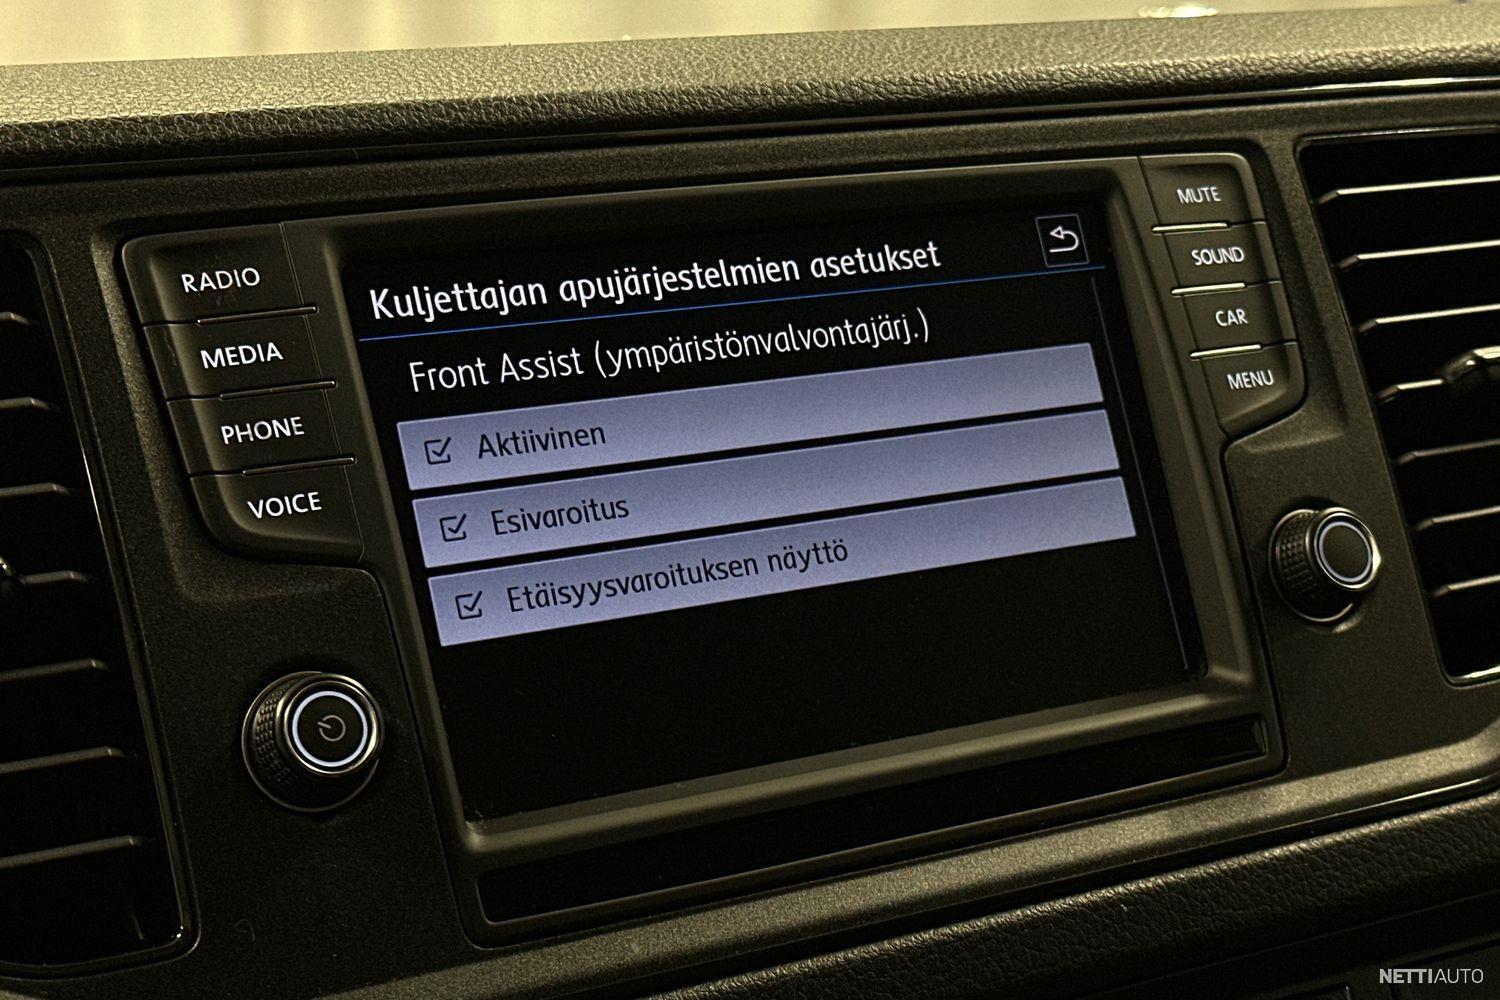 RADIO
MEDIA
PHONE
VOICE
Kuljettajan apujärjestelmien asetukset
Front Assist (ympäristönvalvontajärj.)
Aktiivinen
Esivaroitus
Etäisyysvaroituksen näyttö
MUTE
SOUND
CAR
MENU
NETTIAUTO